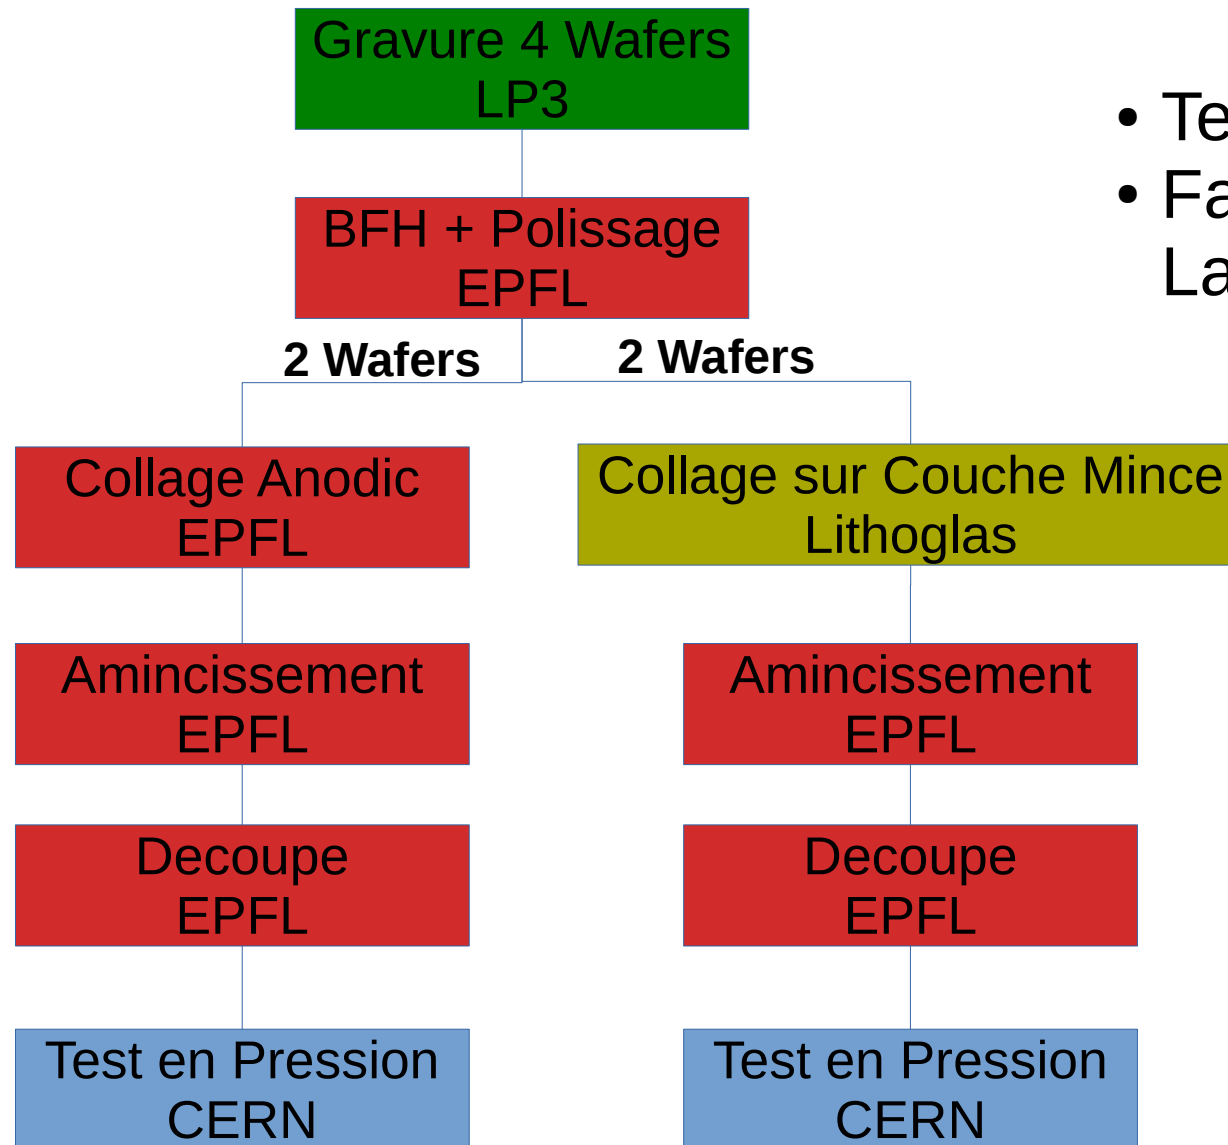 Gravure 4 Wafers
LP3
BFH + Polissage
EPFL
2 Wafers
2 Wafers
Collage Anodic
EPFL
Amincissement
EPFL
Decoupe
EPFL
Test en Pression
CERN
Collage sur Couche Mince
Lithoglas
Amincissement
EPFL
Decoupe
EPFL
Test en Pression
CERN